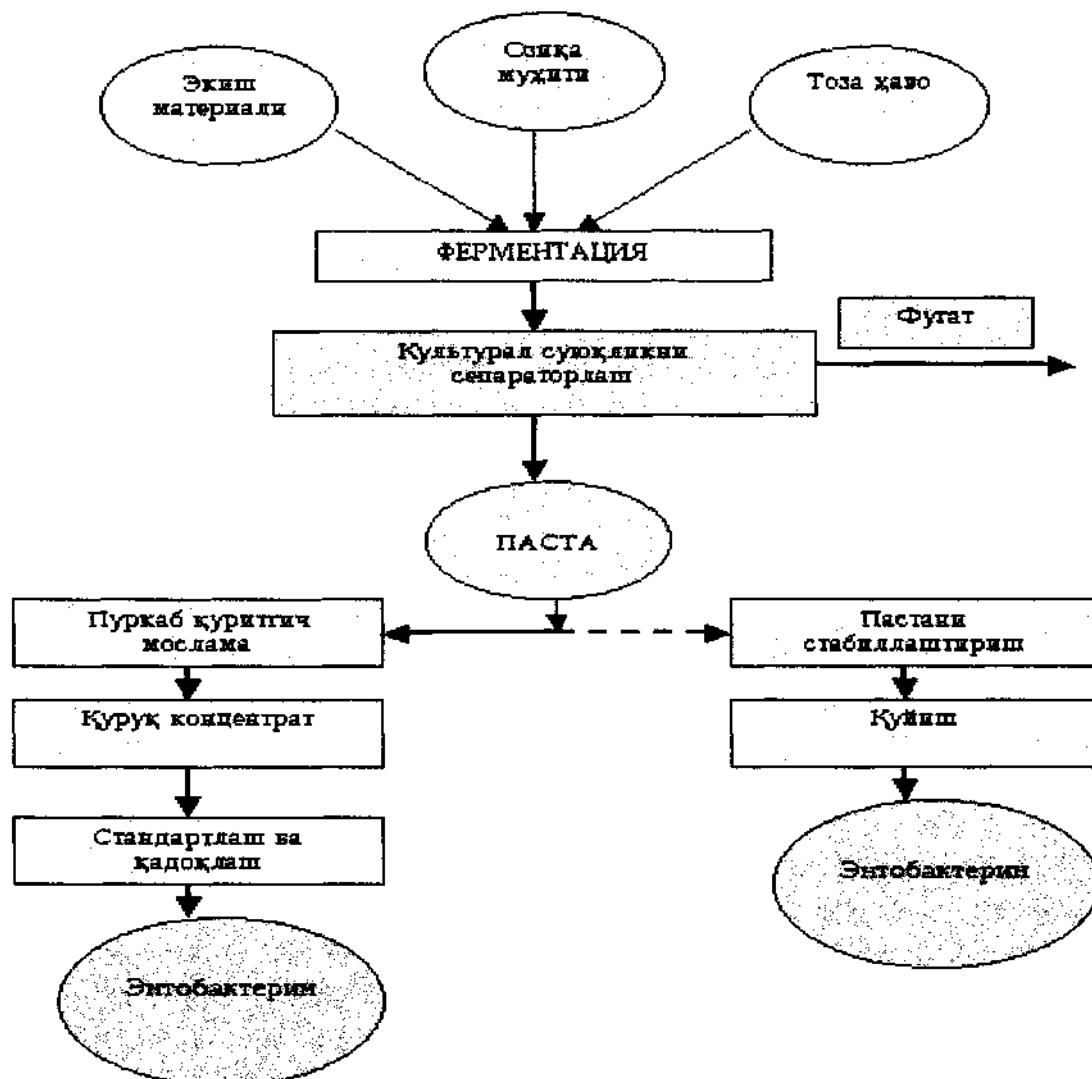 Озиқа
муҳити
Экиш
материали
Тоза ҳаво
ФЕРМЕНТАЦИЯ
Фугат
Культурал суюқликни
сепараторлаш
ПАСТА
Пуркаб қуритгич
мослама
Пастани
стабиллаштириш
Қуруқ концентрат
Қуйиш
Стандартлаш ва
қадоқлаш
Энтобактерин
Энтобактерин